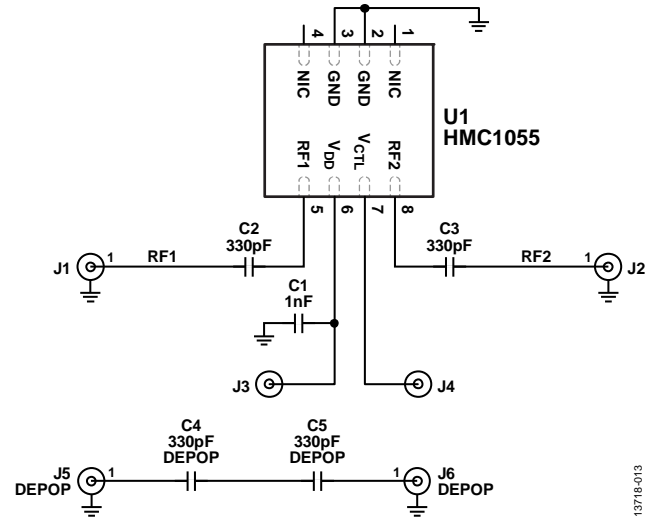 4 3 2 1
NIC GND GND NIC
U1
HMC1055
RF1 VDD VCTL RF2
5 6 7 8
C2
330pF
C3
330pF
J1 1 RF1
RF2 1 J2
C1
1nF
J3
J4
C4
330pF
DEPOP
C5
330pF
DEPOP
J5
DEPOP
1
1
J6
DEPOP
13718-013